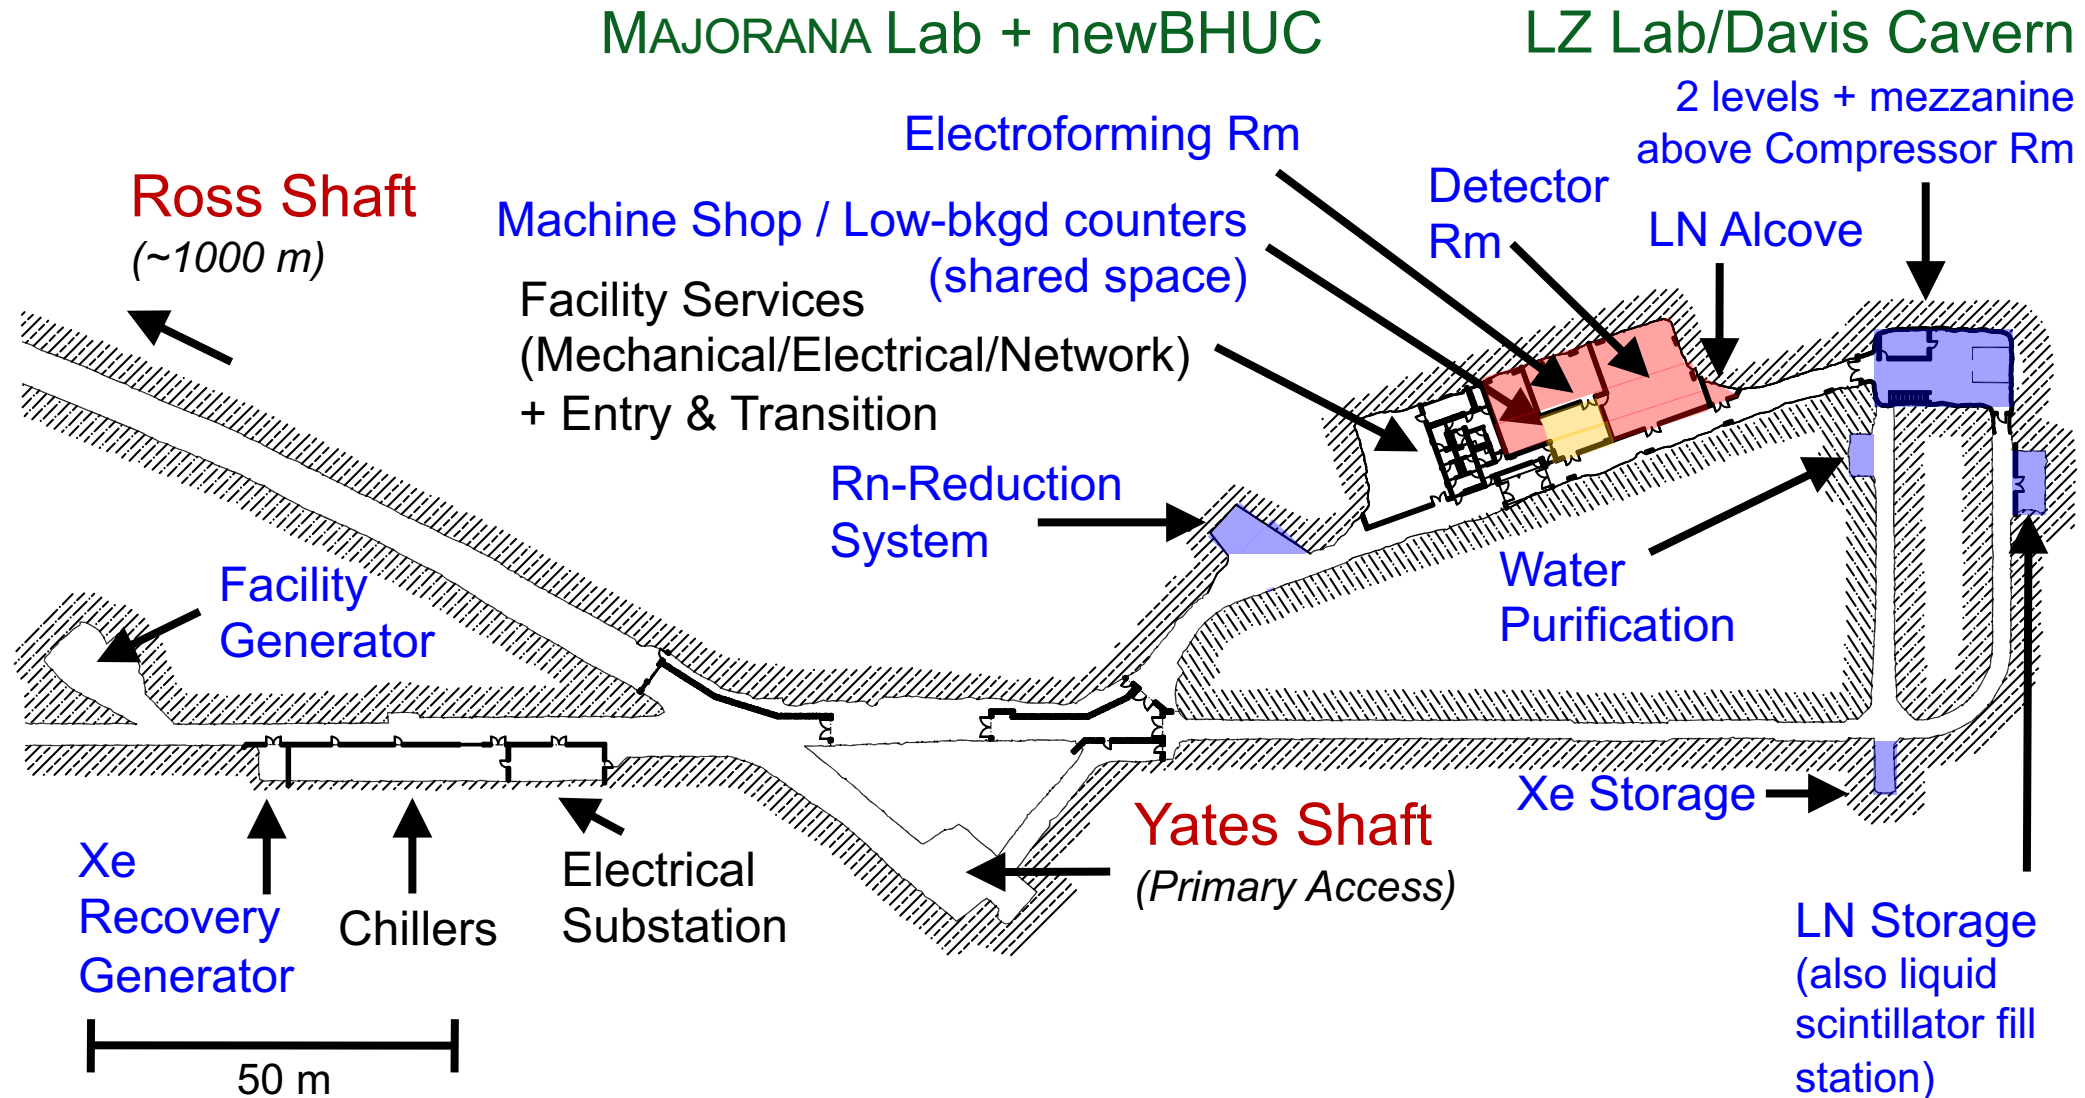 MAJORANA Lab + newBHUC
LZ Lab/Davis Cavern
2 levels + mezzanine
above Compressor Rm
Electroforming Rm
Detector
Rm
LN Alcove
Ross Shaft
(~1000 m)
Machine Shop / Low-bkgd counters
(shared space)
Facility Services
(Mechanical/Electrical/Network)
+ Entry & Transition
Rn-Reduction
System
Water
Purification
Facility
Generator
Xe Storage
Yates Shaft
(Primary Access)
Xe
Recovery
Generator
Chillers
Electrical
Substation
LN Storage
(also liquid
scintillator fill
station)
50 m